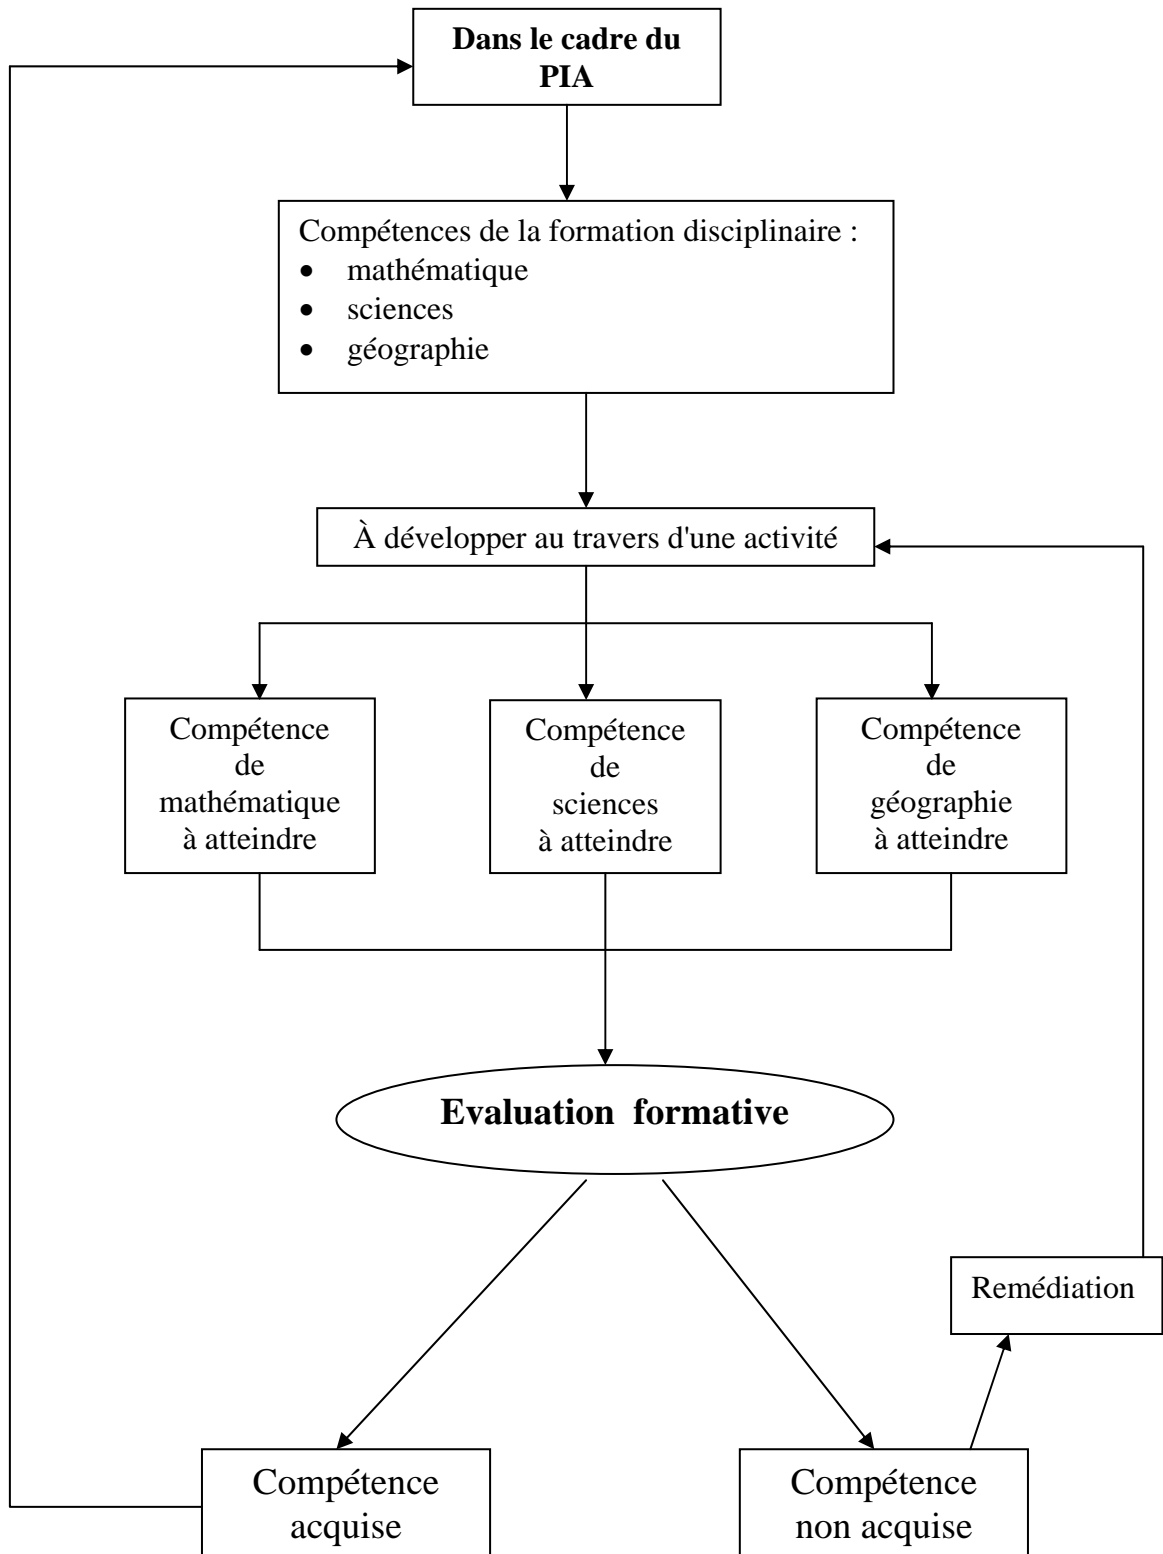 Dans le cadre du
PIA
Compétences de la formation disciplinaire :
• mathématique
• sciences
• géographie
À développer au travers d'une activité
Compétence
de
mathématique
à atteindre
Compétence
de
sciences
à atteindre
Compétence
de
géographie
à atteindre
Evaluation formative
Remédiation
Compétence
acquise
Compétence
non acquise